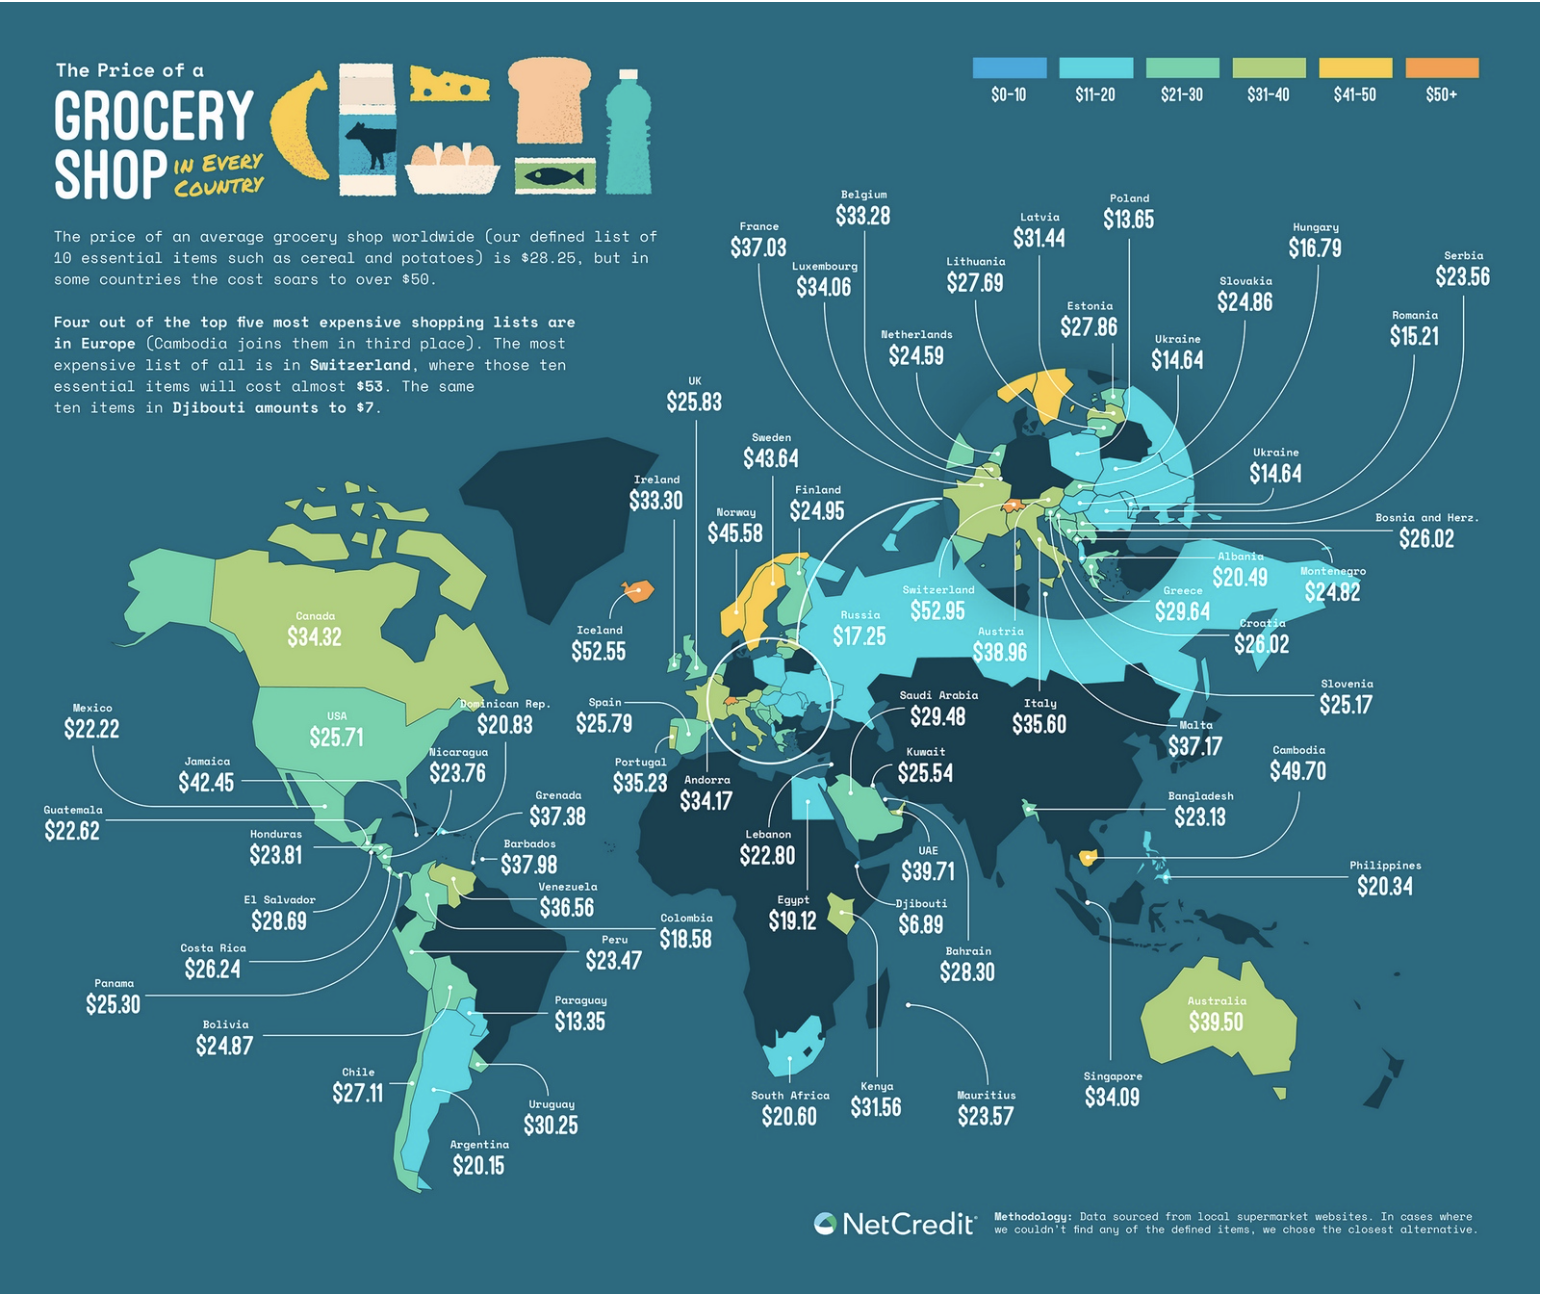 The Price of a
GROCERY
SHOP IN EVERY
COUNTRY
$0-10
$11-20
$21-30
$31-40
$41-50
$50+
The price of an average grocery shop worldwide (our defined list of
10 essential items such as cereal and potatoes) is $28.25, but in
some countries the cost soars to over $50.
Four out of the top five most expensive shopping lists are
in Europe (Cambodia joins them in third place). The most
expensive list of all is in Switzerland, where those ten
essential items will cost almost $53. The same
ten items in Djibouti amounts to $7.
Belgium
$33.28
Poland
$13.65
Latvia
$31.44
France
$37.03
Hungary
$16.79
Luxembourg
$34.06
Lithuania
$27.69
Serbia
$23.56
Slovakia
$24.86
Estonia
$27.86
Romania
$15.21
Netherlands
$24.59
Ukraine
$14.64
UK
$25.83
Sweden
$43.64
Ukraine
$14.64
Ireland
$33.30
Finland
$24.95
Norway
$45.58
Bosnia and Herz.
$26.02
Albania
$20.49
Montenegro
$24.82
Switzerland
$52.95
Greece
$29.64
Canada
$34.32
Iceland
$52.55
Russia
$17.25
Austria
$38.96
Croatia
$26.02
Slovenia
$25.17
Mexico
$22.22
USA
$25.71
Dominican Rep.
$20.83
Spain
$25.79
Saudi Arabia
$29.48
Italy
$35.60
Malta
$37.17
Jamaica
$42.45
Nicaragua
$23.76
Portugal
$35.23
Andorra
$34.17
Kuwait
$25.54
Cambodia
$49.70
Guatemala
$22.62
Grenada
$37.38
Bangladesh
$23.13
Honduras
$23.81
Barbados
$37.98
Lebanon
$22.80
UAE
$39.71
Philippines
$20.34
El Salvador
$28.69
Venezuela
$36.56
Egypt
$19.12
Djibouti
$6.89
Colombia
$18.58
Costa Rica
$26.24
Peru
$23.47
Bahrain
$28.30
Panama
$25.30
Paraguay
$13.35
Australia
$39.50
Bolivia
$24.87
Chile
$27.11
Uruguay
$30.25
South Africa
$20.60
Kenya
$31.56
Mauritius
$23.57
Singapore
$34.09
Argentina
$20.15
NetCredit
Methodology: Data sourced from local supermarket websites. In cases where
we couldn't find any of the defined items, we chose the closest alternative.